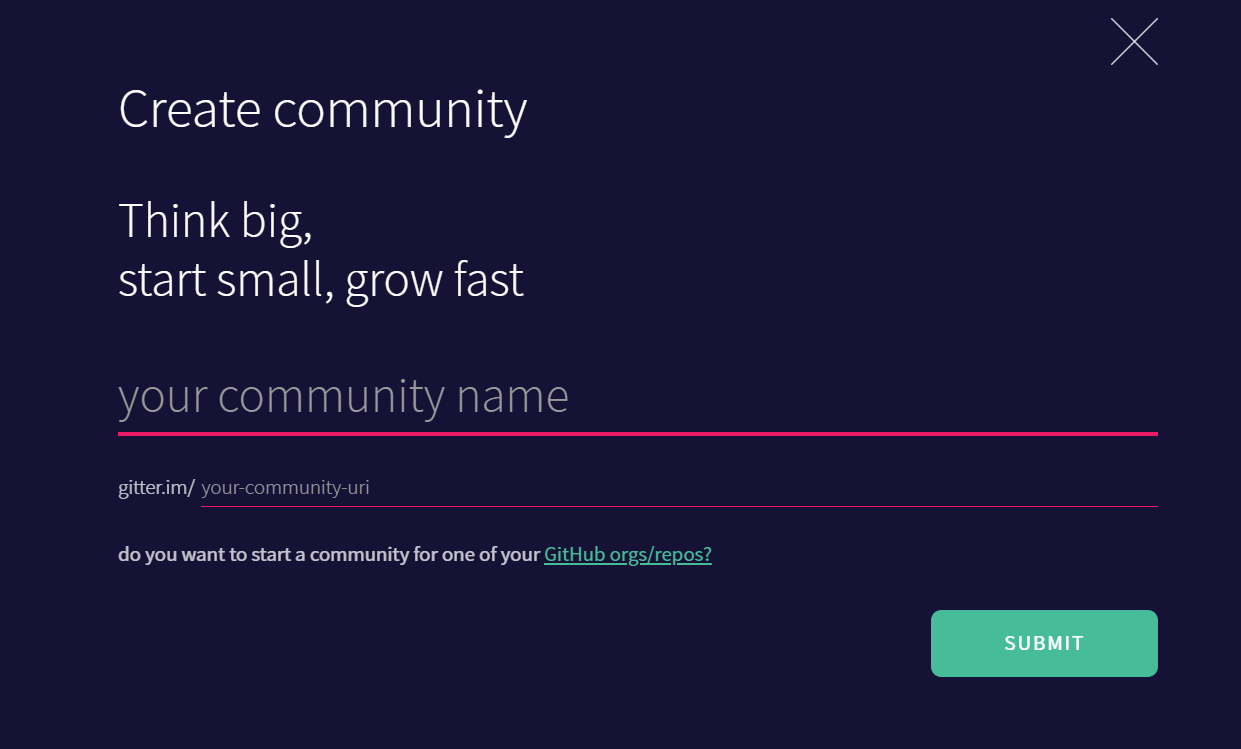 Create community
Think big,
start small, grow fast
your community name
gitter.im/ your-community-uri
do you want to start a community for one of your GitHub orgs/repos?
SUBMIT